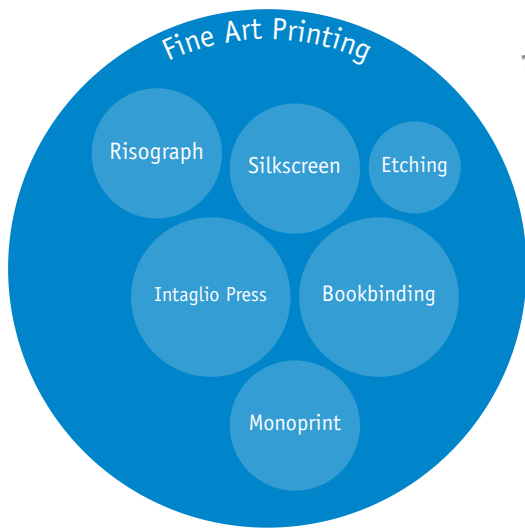 Fine Art Printing
Risograph
Silkscreen
Etching
Intaglio Press
Bookbinding
Monoprint